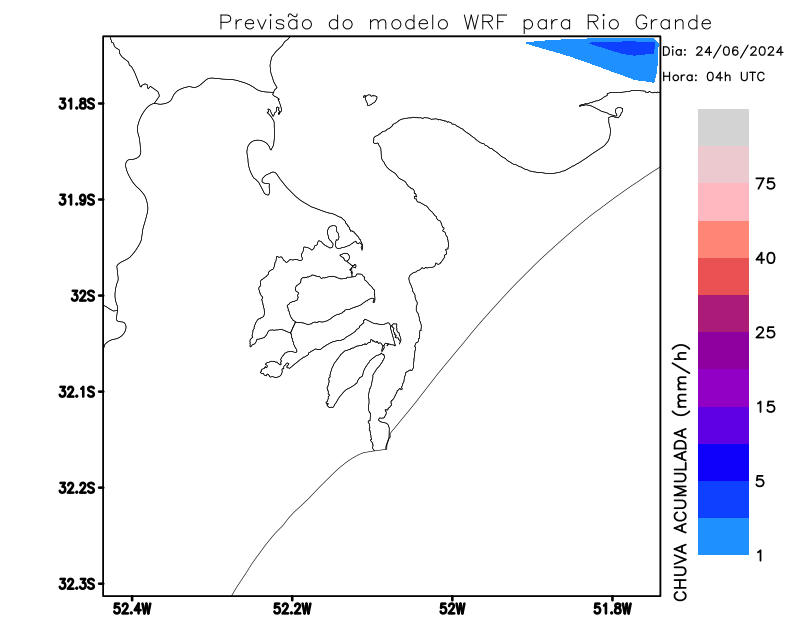 Previsão do modelo WRF para Rio Grande
Dia: 24/06/2024
Hora: 04h UTC
31.8S
31.9S
32S
32.1S
32.2S
32.3S
52.4W
52.2W
52W
51.8W
CHUVA ACUMULADA (mm/h)
75
40
25
15
5
1